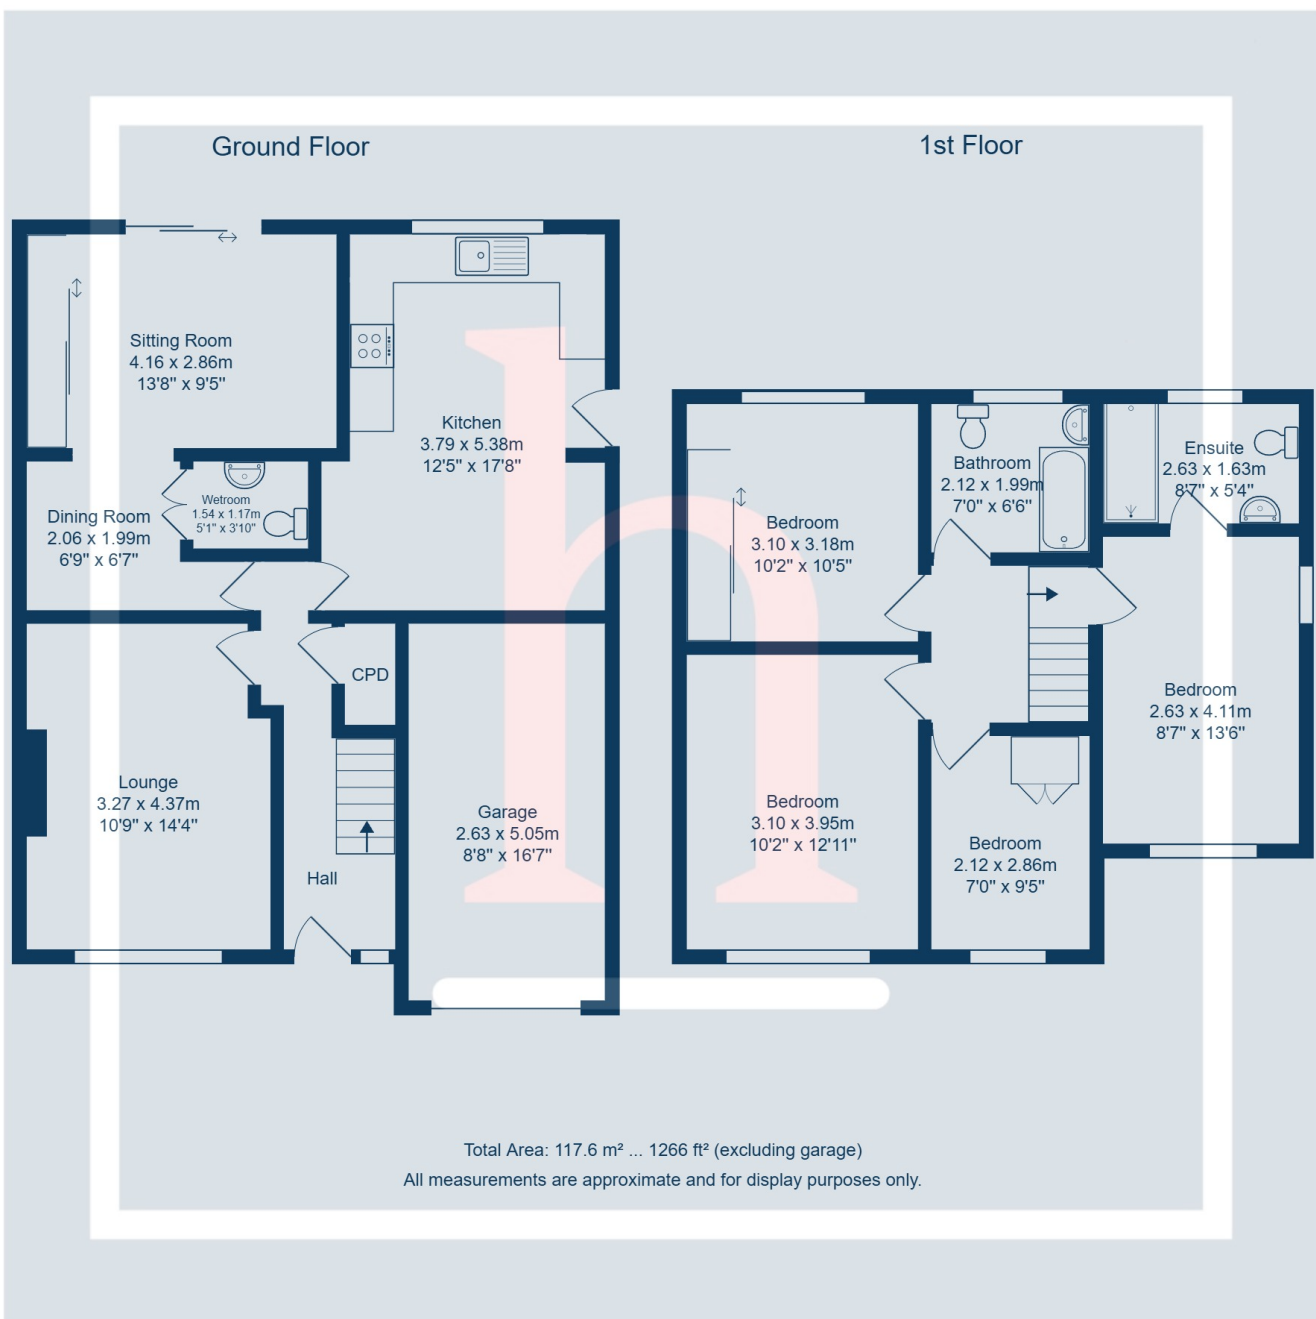 Ground Floor
1st Floor
Sitting Room
4.16 x 2.86m
13'8" x 9'5"
Kitchen
3.79 x 5.38m
12'5" x 17'8"
Dining Room
2.06 x 1.99m
6'9" x 6'7"
Wetroom
1.54 x 1.17m
5'1" x 3'10"
CPD
Lounge
3.27 x 4.37m
10'9" x 14'4"
Hall
Garage
2.63 x 5.05m
8'8" x 16'7"
Bedroom
3.10 x 3.18m
10'2" x 10'5"
Bathroom
2.12 x 1.99m
7'0" x 6'6"
Ensuite
2.63 x 1.63m
8'7" x 5'4"
Bedroom
2.63 x 4.11m
8'7" x 13'6"
Bedroom
3.10 x 3.95m
10'2" x 12'11"
Bedroom
2.12 x 2.86m
7'0" x 9'5"
h
Total Area: 117.6 m² ... 1266 ft² (excluding garage)
All measurements are approximate and for display purposes only.